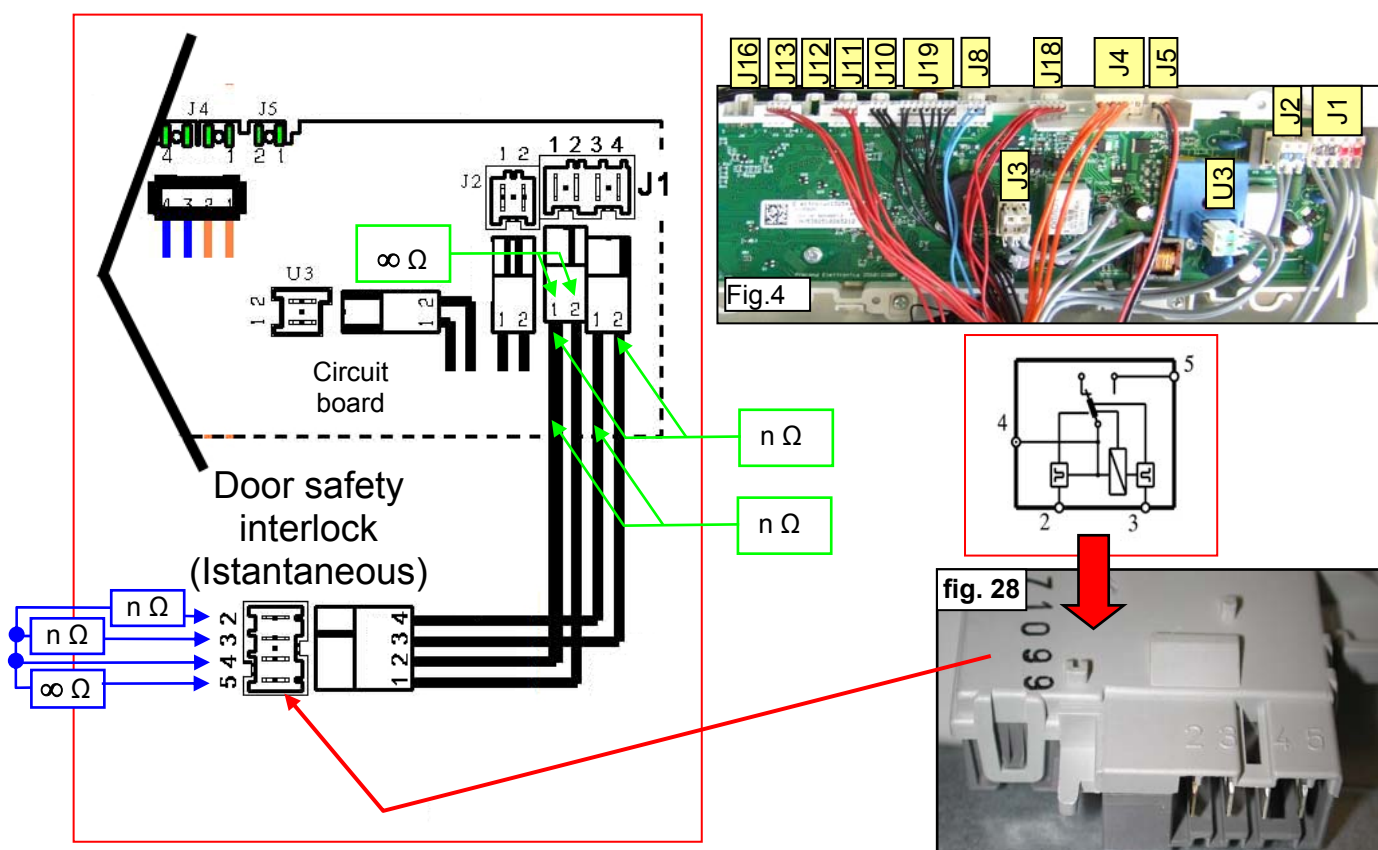 J4 J5
4 1 2 1
4 3 2 1
1 2
J2
1 2 3 4
J1
∞ Ω
U3
1 2
1 2
1 2
1 2
1 2
Circuit
board
n Ω
n Ω
Door safety
interlock
(Istantaneous)
n Ω
n Ω
∞ Ω
2
3
4
5
4
3
2
1
J16 J13 J12 J11 J10 J19 J8 J18 J4 J5
J2 J1
J3
U3
Fig.4
5
4
2 3
fig. 28
71099
2 3 4 5